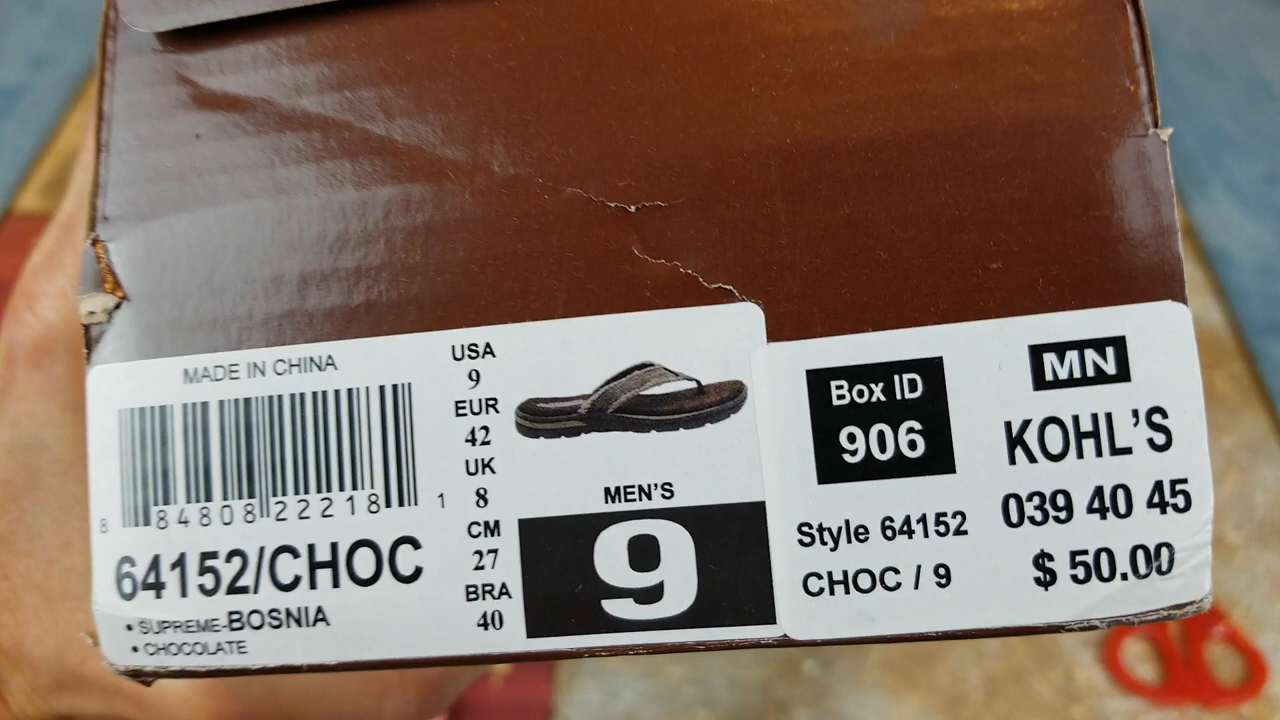 MADE IN CHINA
8 84808 22218 1
64152/CHOC
• SUPREME-BOSNIA
• CHOCOLATE
USA
9
EUR
42
UK
8
CM
27
BRA
40
MEN'S
9
Box ID
906
Style 64152
CHOC / 9
MN
KOHL'S
039 40 45
$ 50.00